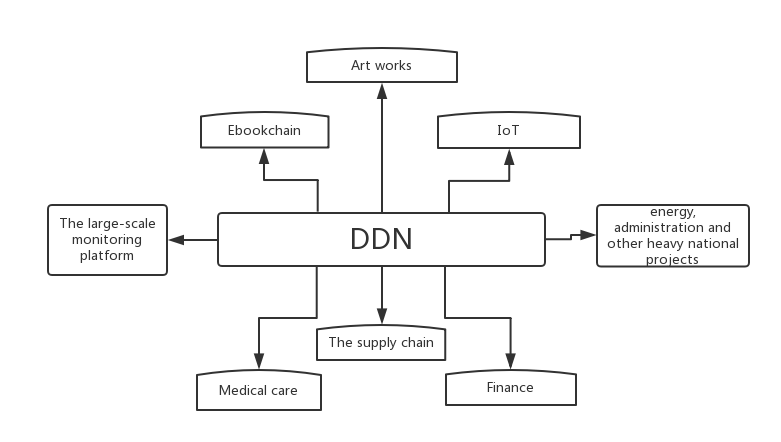 Art works
Ebookchain
IoT
The large-scale
monitoring
platform
DDN
energy,
administration and
other heavy national
projects
The supply chain
Medical care
Finance